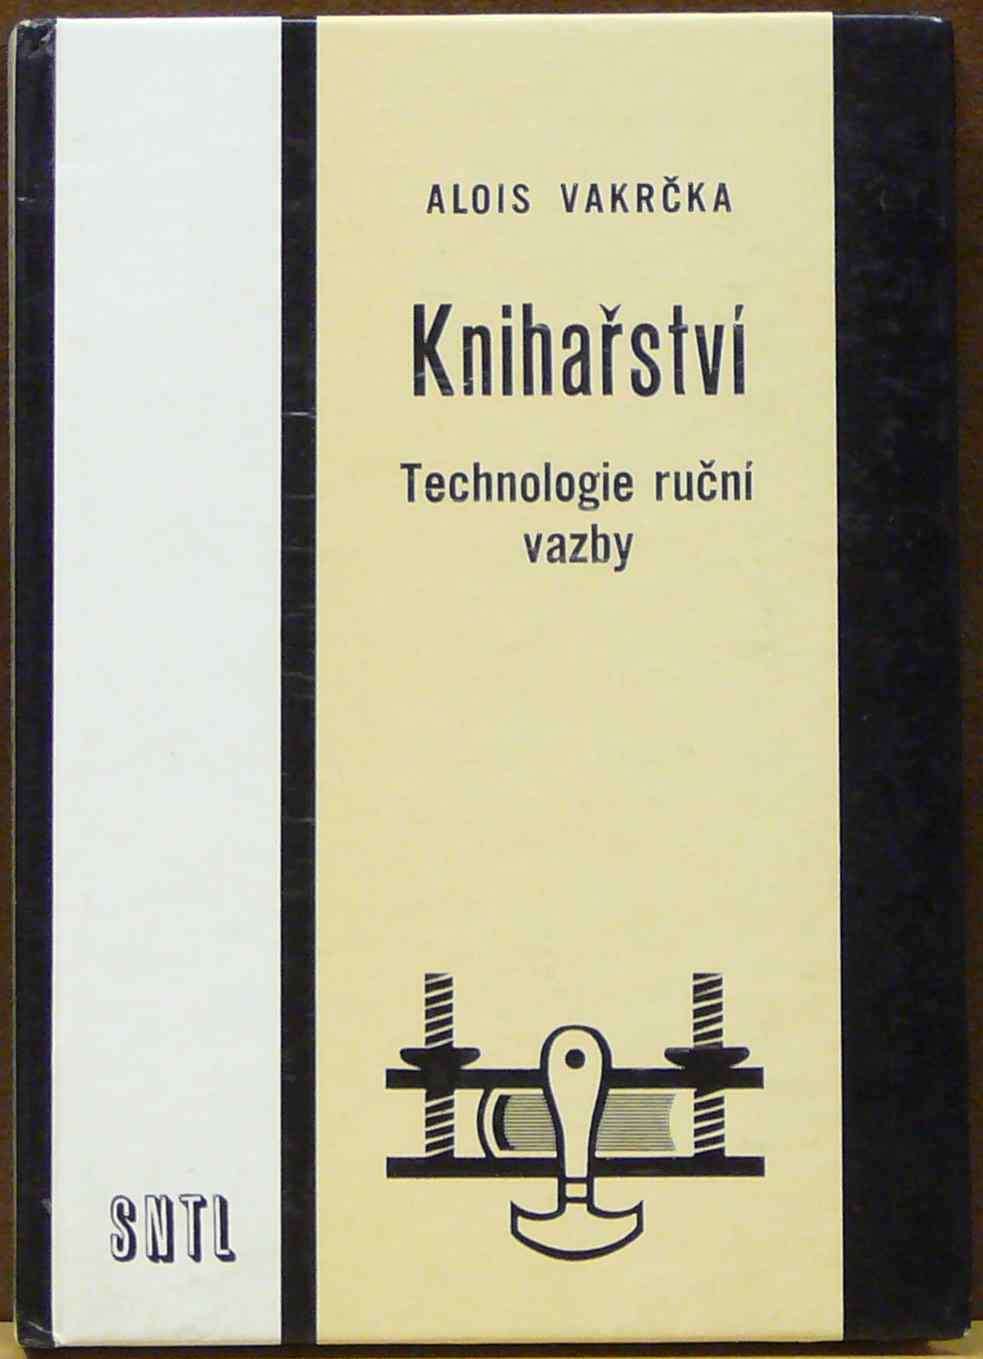 ALOIS VAKRČKA
Knihařství
Technologie ruční
vazby
SNTL